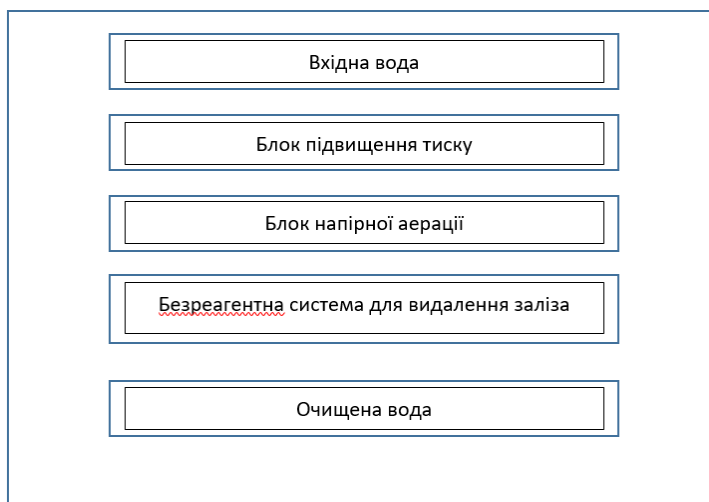 Вхідна вода
Блок підвищення тиску
Блок напірної аерації
Безреагентна система для видалення заліза
Очищена вода